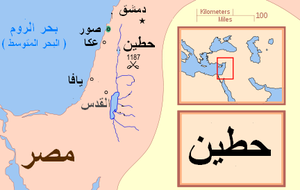 دمشق
بحر الروم
( البحر المتوسط )
صور
عكا
حطين
1187
يافا
القدس
مصر
Kilometers
Miles
100
حطين